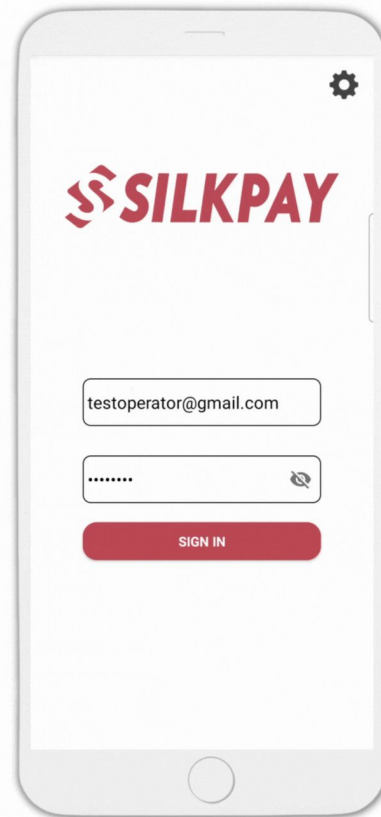 SILKPAY
testoperator@gmail.com
••••••••
SIGN IN